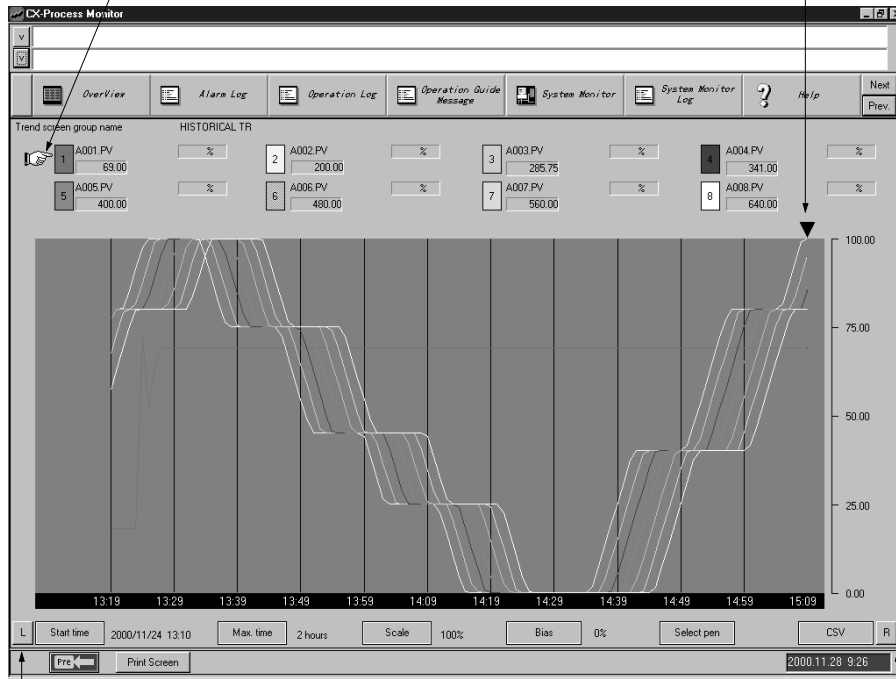 CX-Process Monitor
v
v
OverView Alarm Log Operation Log Operation Guide Message System Monitor System Monitor Log ? Help Next Prev.
Trend screen group name HISTORICAL TR
1 A001.PV 69.00 % 2 A002.PV 200.00 % 3 A003.PV 285.75 % 4 A004.PV 341.00 %
5 A005.PV 400.00 % 6 A006.PV 480.00 % 7 A007.PV 560.00 % 8 A008.PV 640.00 %
100.00
75.00
50.00
25.00
0.00
13:19 13:29 13:39 13:49 13:59 14:09 14:19 14:29 14:39 14:49 14:59 15:09
L Start time 2000/11/24 13:10 Max. time 2 hours Scale 100% Bias 0% Select pen CSV R
Pre Print Screen 2000.11.28 9:26